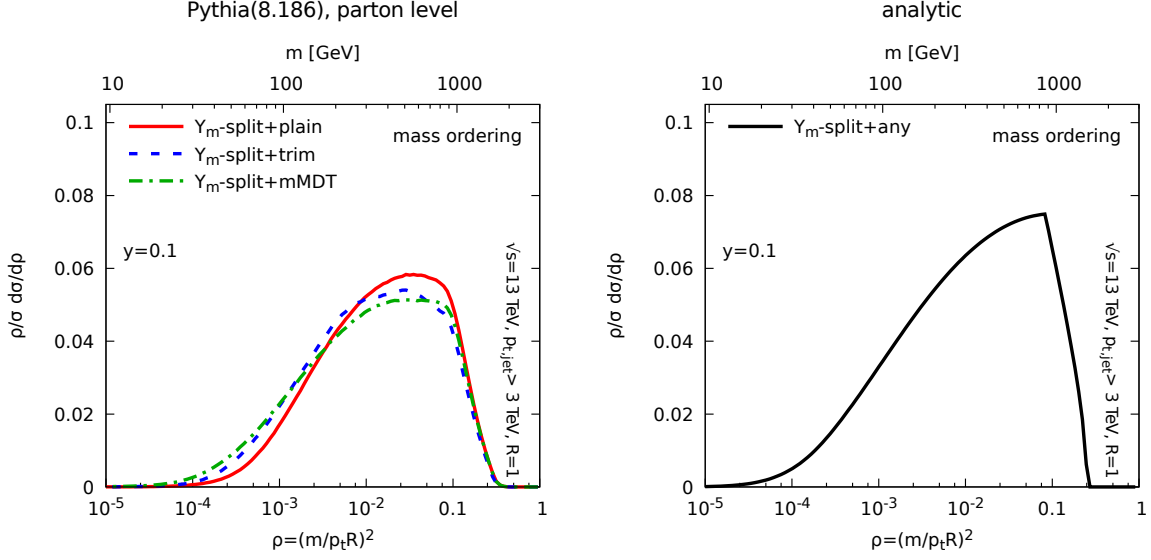 Pythia(8.186), parton level
m [GeV]
10 100 1000
0.1
0.08
0.06
0.04
0.02
0
Yₘ-split+plain
Yₘ-split+trim
Yₘ-split+mMDT
mass ordering
y=0.1
√s=13 TeV, pₜ,jet> 3 TeV, R=1
ρ/σ dσ/dρ
10⁻⁵ 10⁻⁴ 10⁻³ 10⁻² 0.1 1
ρ=(m/pₜR)²
analytic
m [GeV]
10 100 1000
0.1
0.08
0.06
0.04
0.02
0
Yₘ-split+any
mass ordering
y=0.1
√s=13 TeV, pₜ,jet> 3 TeV, R=1
ρ/σ dσ/dρ
10⁻⁵ 10⁻⁴ 10⁻³ 10⁻² 0.1 1
ρ=(m/pₜR)²